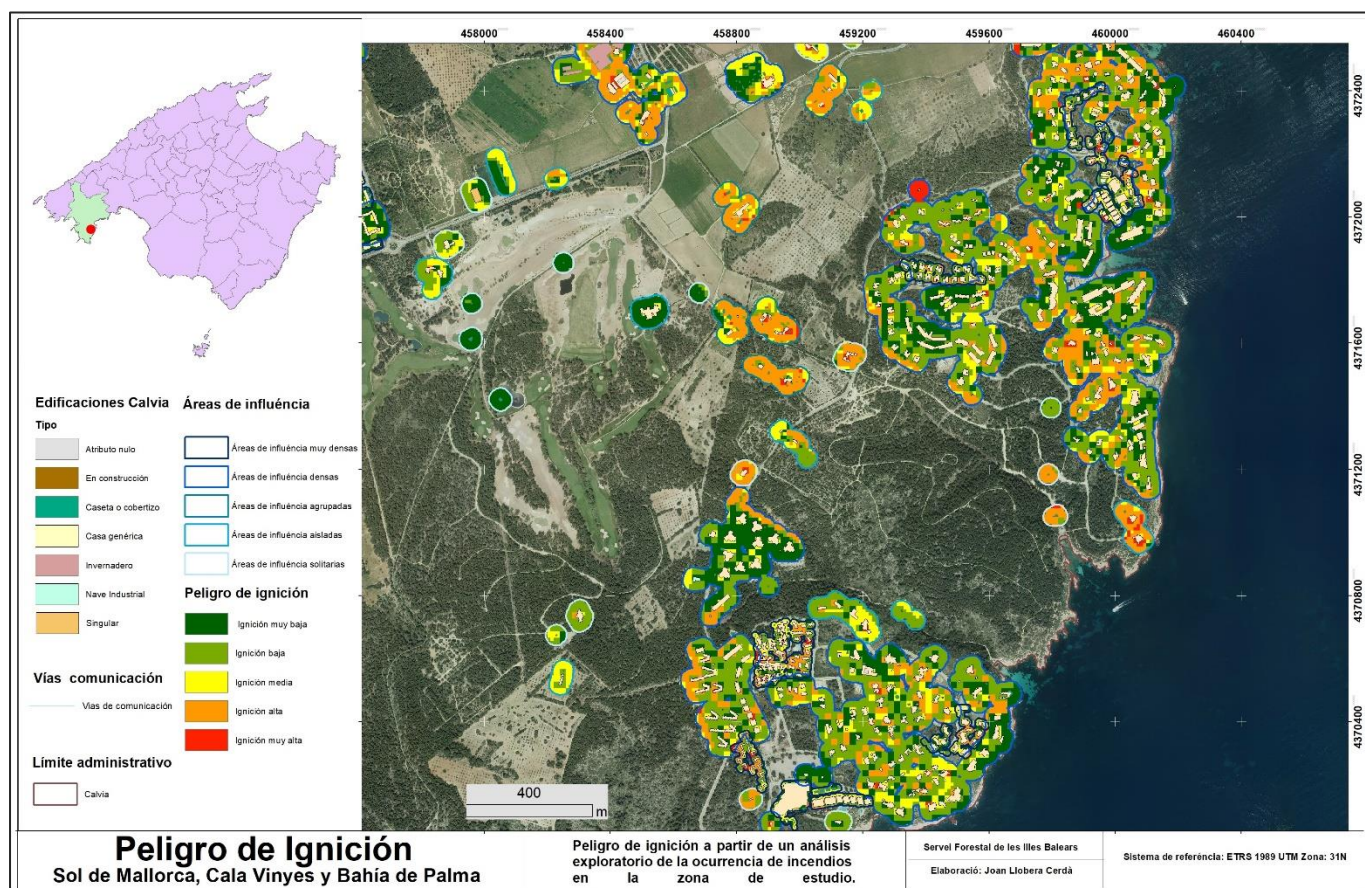 458000 458400 458800 459200 459600 460000 460400
4372400
4372000
4371600
4371200
4370800
4370400
Edificaciones Calvia
Tipo
Atributo nulo
En construcción
Caseta o cobertizo
Casa genérica
Invernadero
Nave Industrial
Singular
Vías comunicación
Vias de comunicación
Límite administrativo
Calvia
Áreas de influéncia
Áreas de influéncia muy densas
Áreas de influéncia densas
Áreas de influéncia agrupadas
Áreas de influéncia aisladas
Áreas de influéncia solitarias
Peligro de ignición
Ignición muy baja
Ignición baja
Ignición media
Ignición alta
Ignición muy alta
400
m
Peligro de Ignición
Sol de Mallorca, Cala Vinyes y Bahía de Palma
Peligro de ignición a partir de un análisis
exploratorio de la ocurrencia de incendios
en la zona de estudio.
Servei Forestal de les Illes Balears
Elaboració: Joan Llobera Cerdà
Sistema de referéncia: ETRS 1989 UTM Zona: 31N